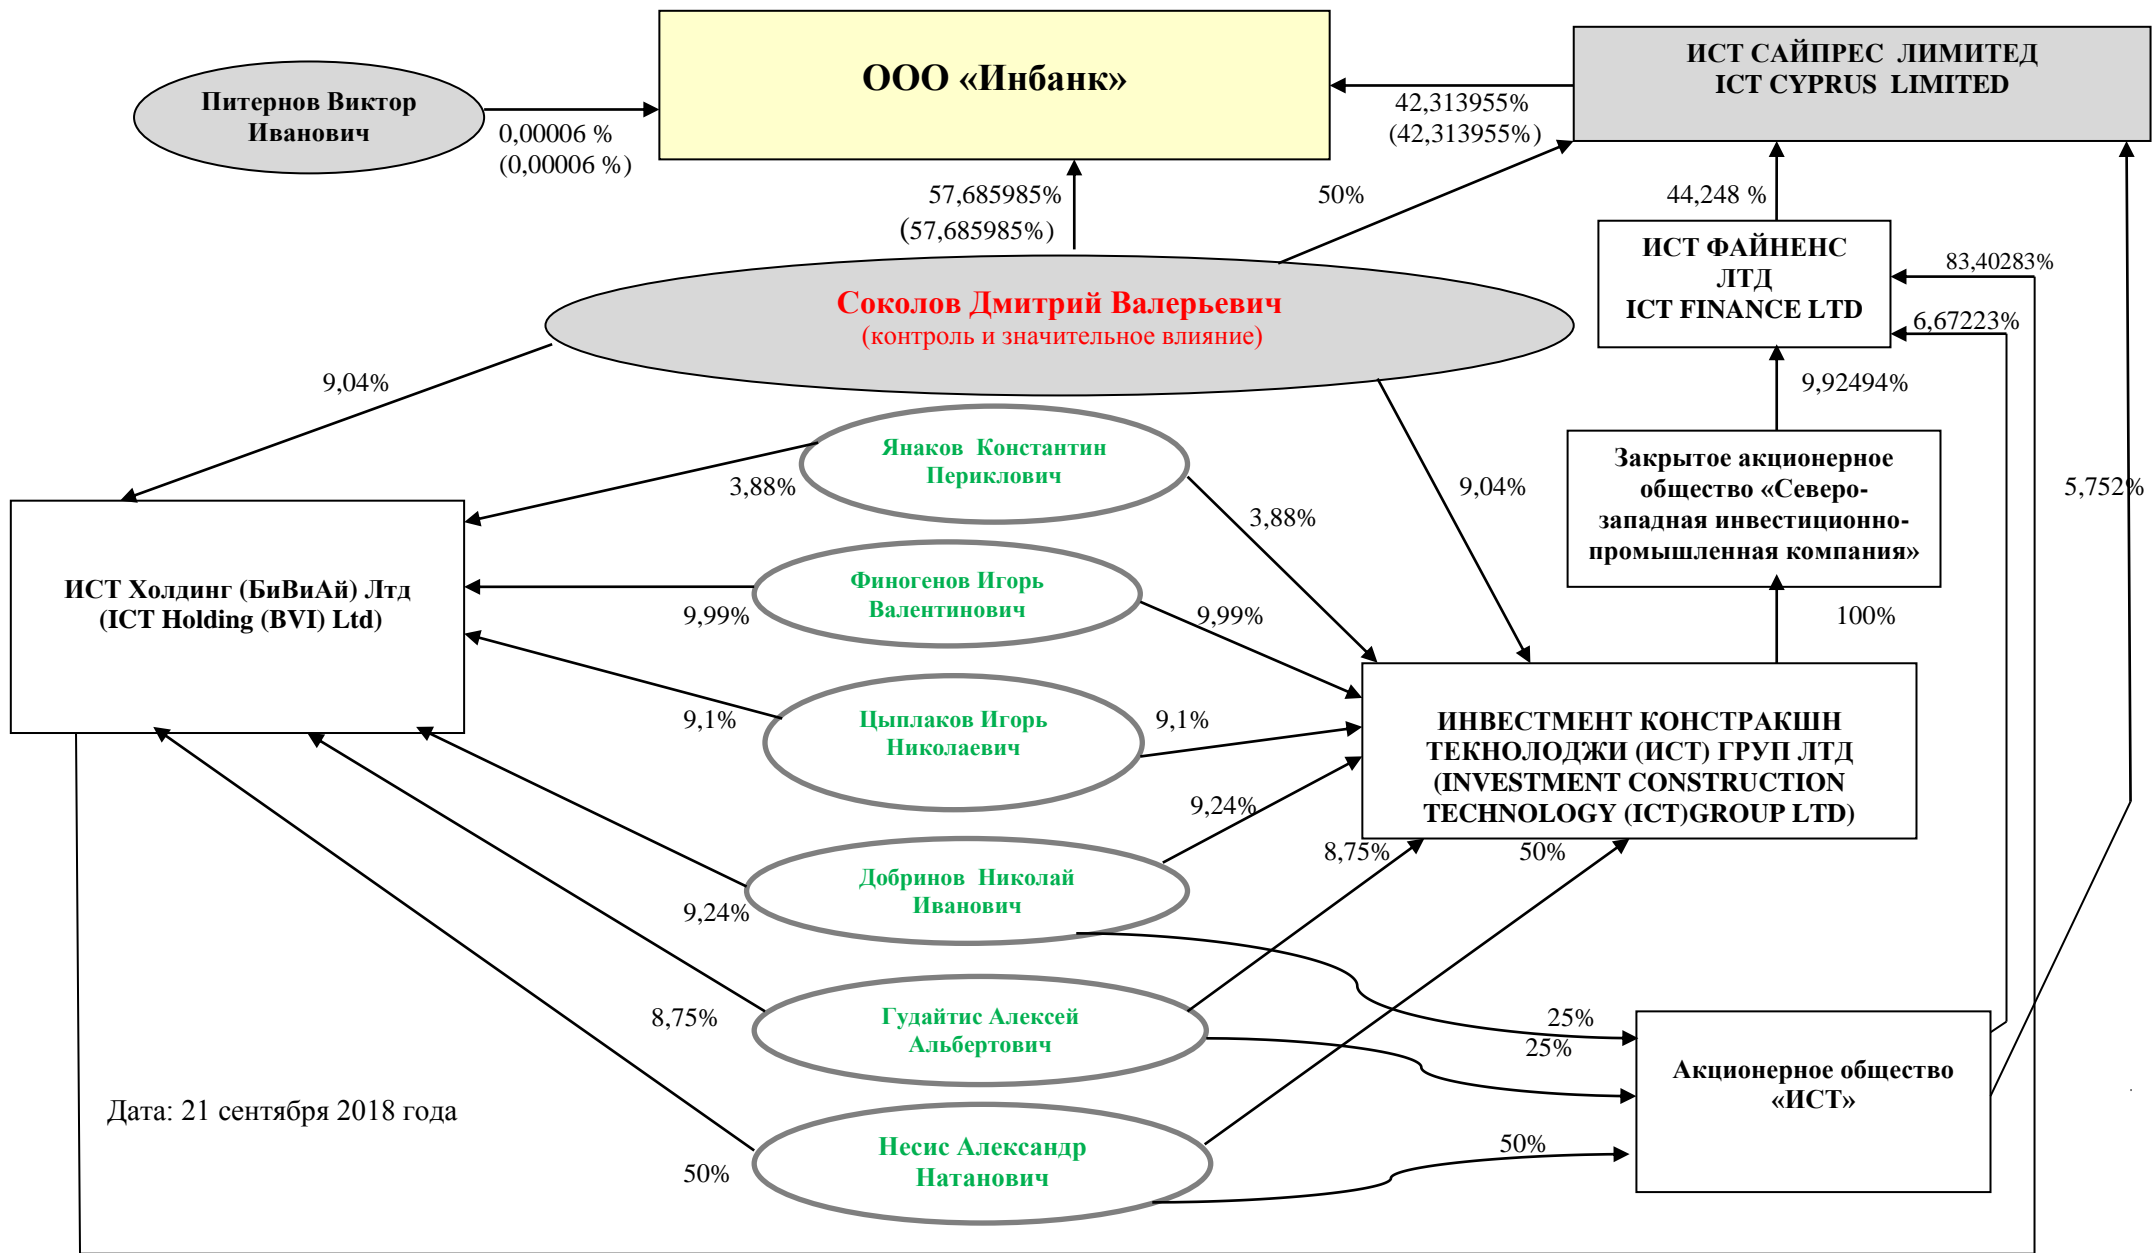 ООО «Инбанк»
ИСТ САЙПРЕС  ЛИМИТЕД
ICT CYPRUS  LIMITED
Питернов Виктор
Иванович
0,00006 %
(0,00006 %)
42,313955%
(42,313955%)
57,685985%
(57,685985%)
50%
44,248 %
ИСТ ФАЙНЕНС
ЛТД
ICT FINANCE LTD
83,40283%
6,67223%
Соколов Дмитрий Валерьевич
(контроль и значительное влияние)
9,04%
9,92494%
Янаков  Константин
Периклович
3,88%
3,88%
9,04%
Закрытое акционерное
общество «Северо-
западная инвестиционно-
промышленная компания»
5,752%
ИСТ Холдинг (БиВиАй) Лтд
(ICT Holding (BVI) Ltd)
Финогенов Игорь
Валентинович
9,99%
9,99%
100%
Цыплаков Игорь
Николаевич
9,1%
9,1%
ИНВЕСТМЕНТ КОНСТРАКШН
ТЕКНОЛОДЖИ (ИСТ) ГРУП ЛТД
(INVESTMENT CONSTRUCTION
TECHNOLOGY (ICT)GROUP LTD)
9,24%
8,75%
50%
Добринов  Николай
Иванович
9,24%
Гудайтис Алексей
Альбертович
8,75%
25%
25%
Акционерное общество
«ИСТ»
Дата: 21 сентября 2018 года
Несис Александр
Натанович
50%
50%